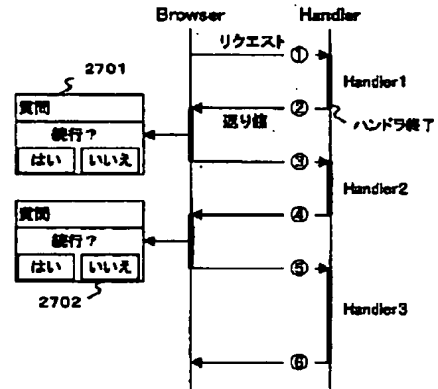 Browser Handler
リクエスト ①
2701
Handler1
質問
②
続行?
返り値
ハンドラ終了
はい いいえ
③
Handler2
質問
④
続行?
はい いいえ
⑤
2702
Handler3
⑥